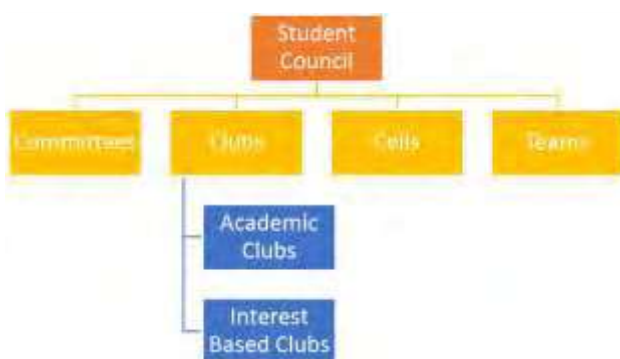 Student
Council
Committees
Clubs
Cells
Teams
Academic
Clubs
Interest
Based Clubs